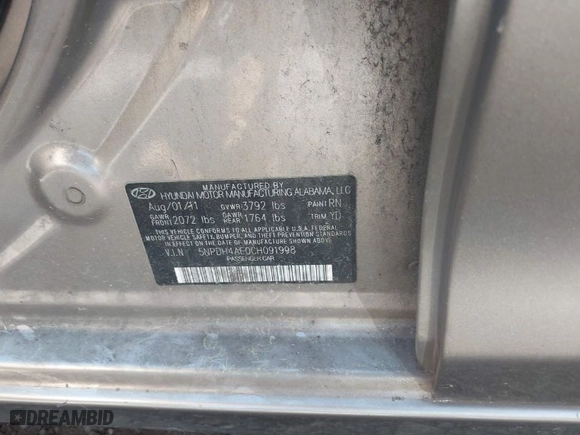 MANUFACTURED BY
HYUNDAI MOTOR MANUFACTURING ALABAMA, LLC
Aug/01/11 GVWR 3792 lbs PAINT RN
GAWR FRONT 2072 lbs GAWR REAR 1764 lbs TRIM YD
THIS VEHICLE CONFORMS TO ALL APPLICABLE U.S.A. FEDERAL
MOTOR VEHICLE SAFETY, BUMPER, AND THEFT PREVENTION STANDARDS
IN EFFECT ON THE DATE OF MANUFACTURE SHOWN ABOVE.
V.I.N 5NPDH4AE0CH091998
PASSENGER CAR
DREAMBID